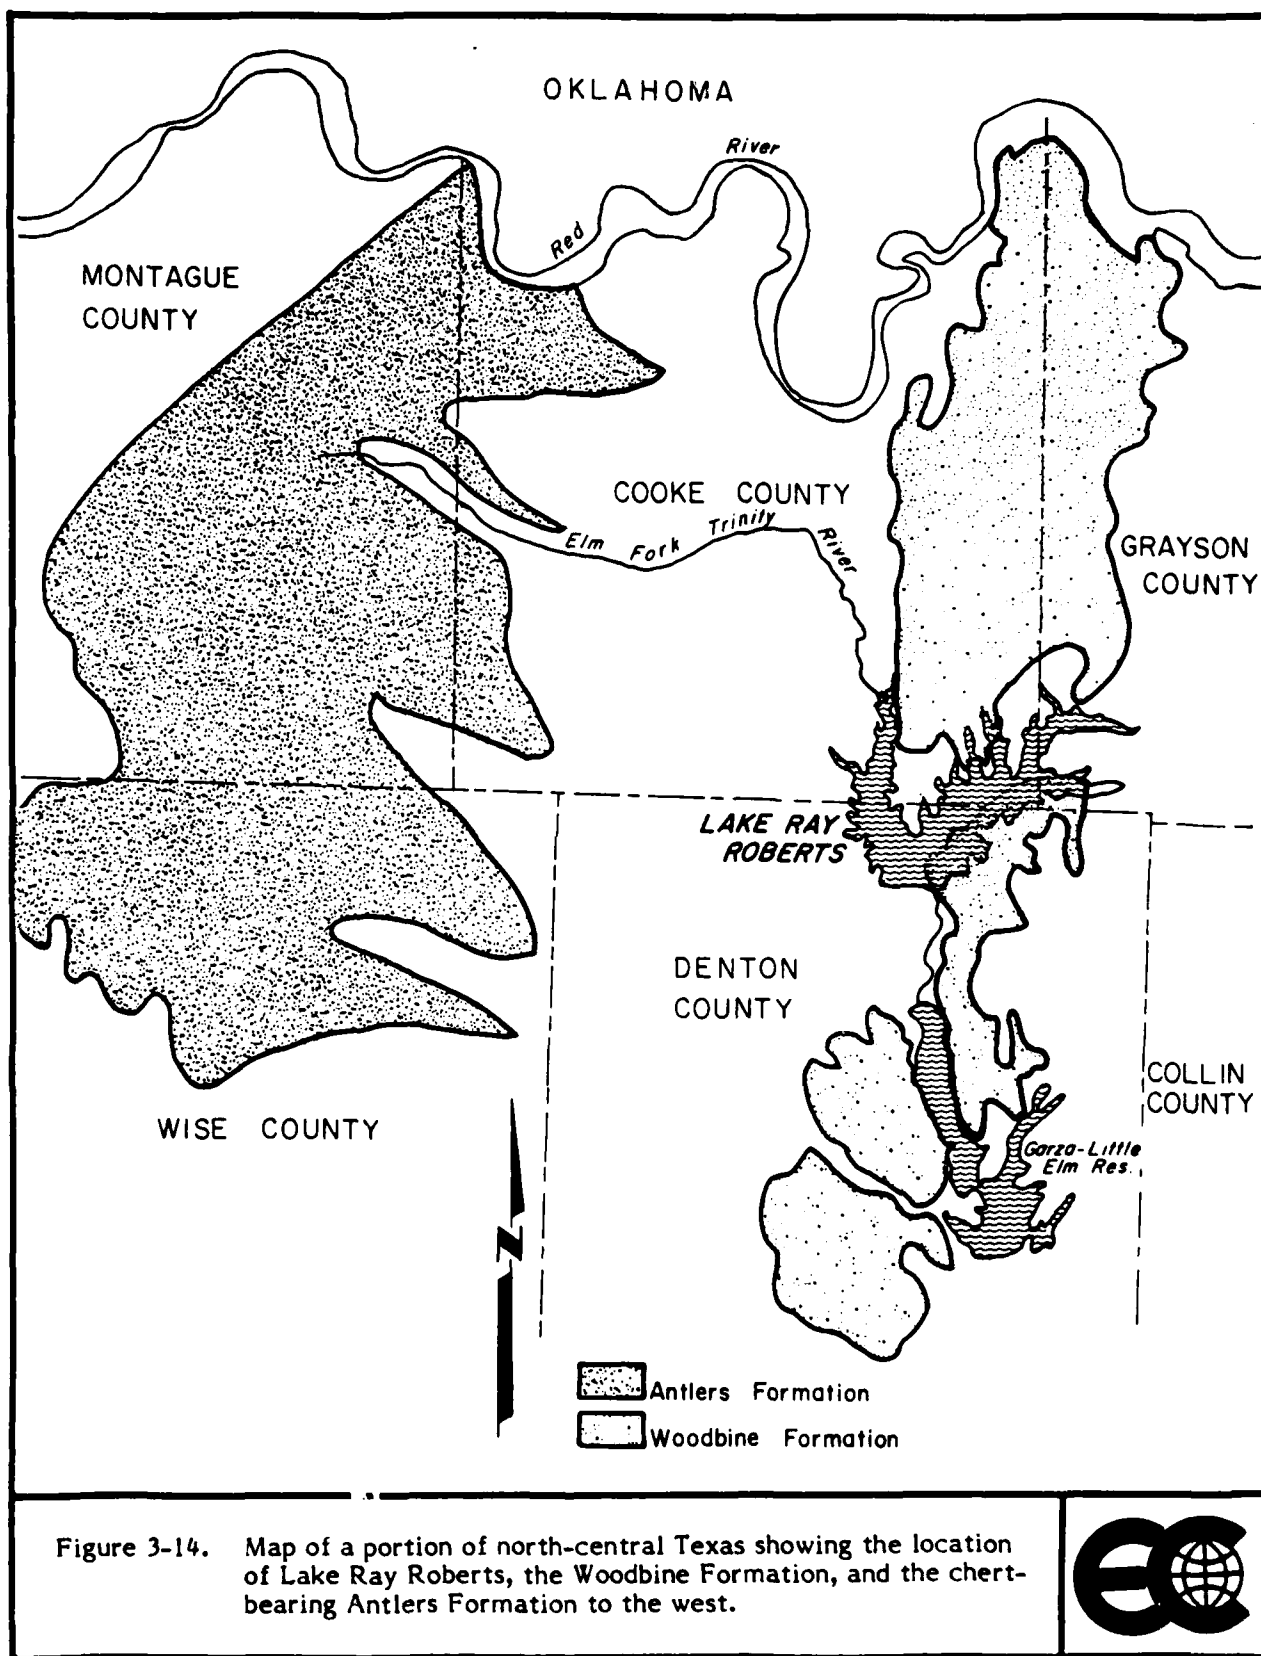 OKLAHOMA
River
Red
MONTAGUE
COUNTY
COOKE COUNTY
Elm Fork Trinity River
GRAYSON
COUNTY
LAKE RAY
ROBERTS
DENTON
COUNTY
COLLIN
COUNTY
WISE COUNTY
Garza-Little
Elm Res.
N
Antlers Formation
Woodbine Formation
Figure 3-14. Map of a portion of north-central Texas showing the location
of Lake Ray Roberts, the Woodbine Formation, and the chert-
bearing Antlers Formation to the west.
ec